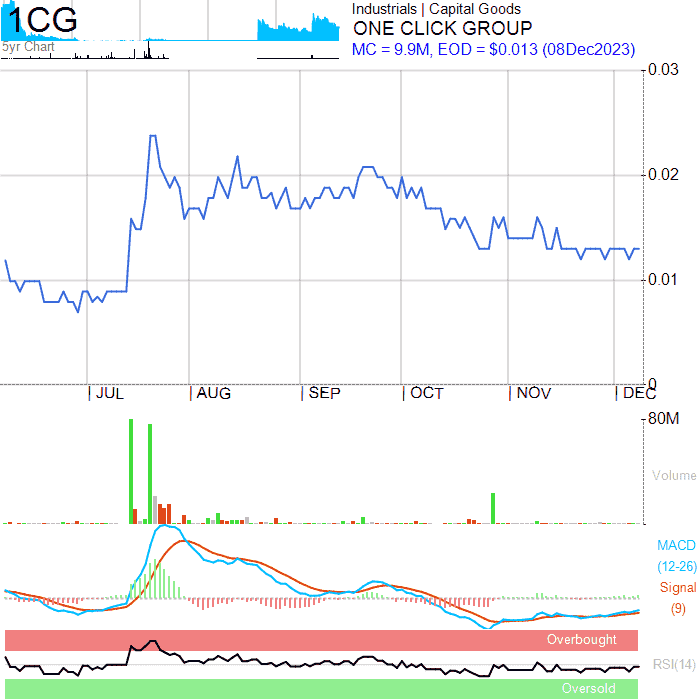 1CG
5yr Chart
Industrials | Capital Goods
ONE CLICK GROUP
MC = 9.9M, EOD = $0.013 (08Dec2023)
0.03
0.02
0.01
0
JUL
AUG
SEP
OCT
NOV
DEC
80M
Volume
MACD
(12-26)
Signal
(9)
Overbought
RSI(14)
Oversold